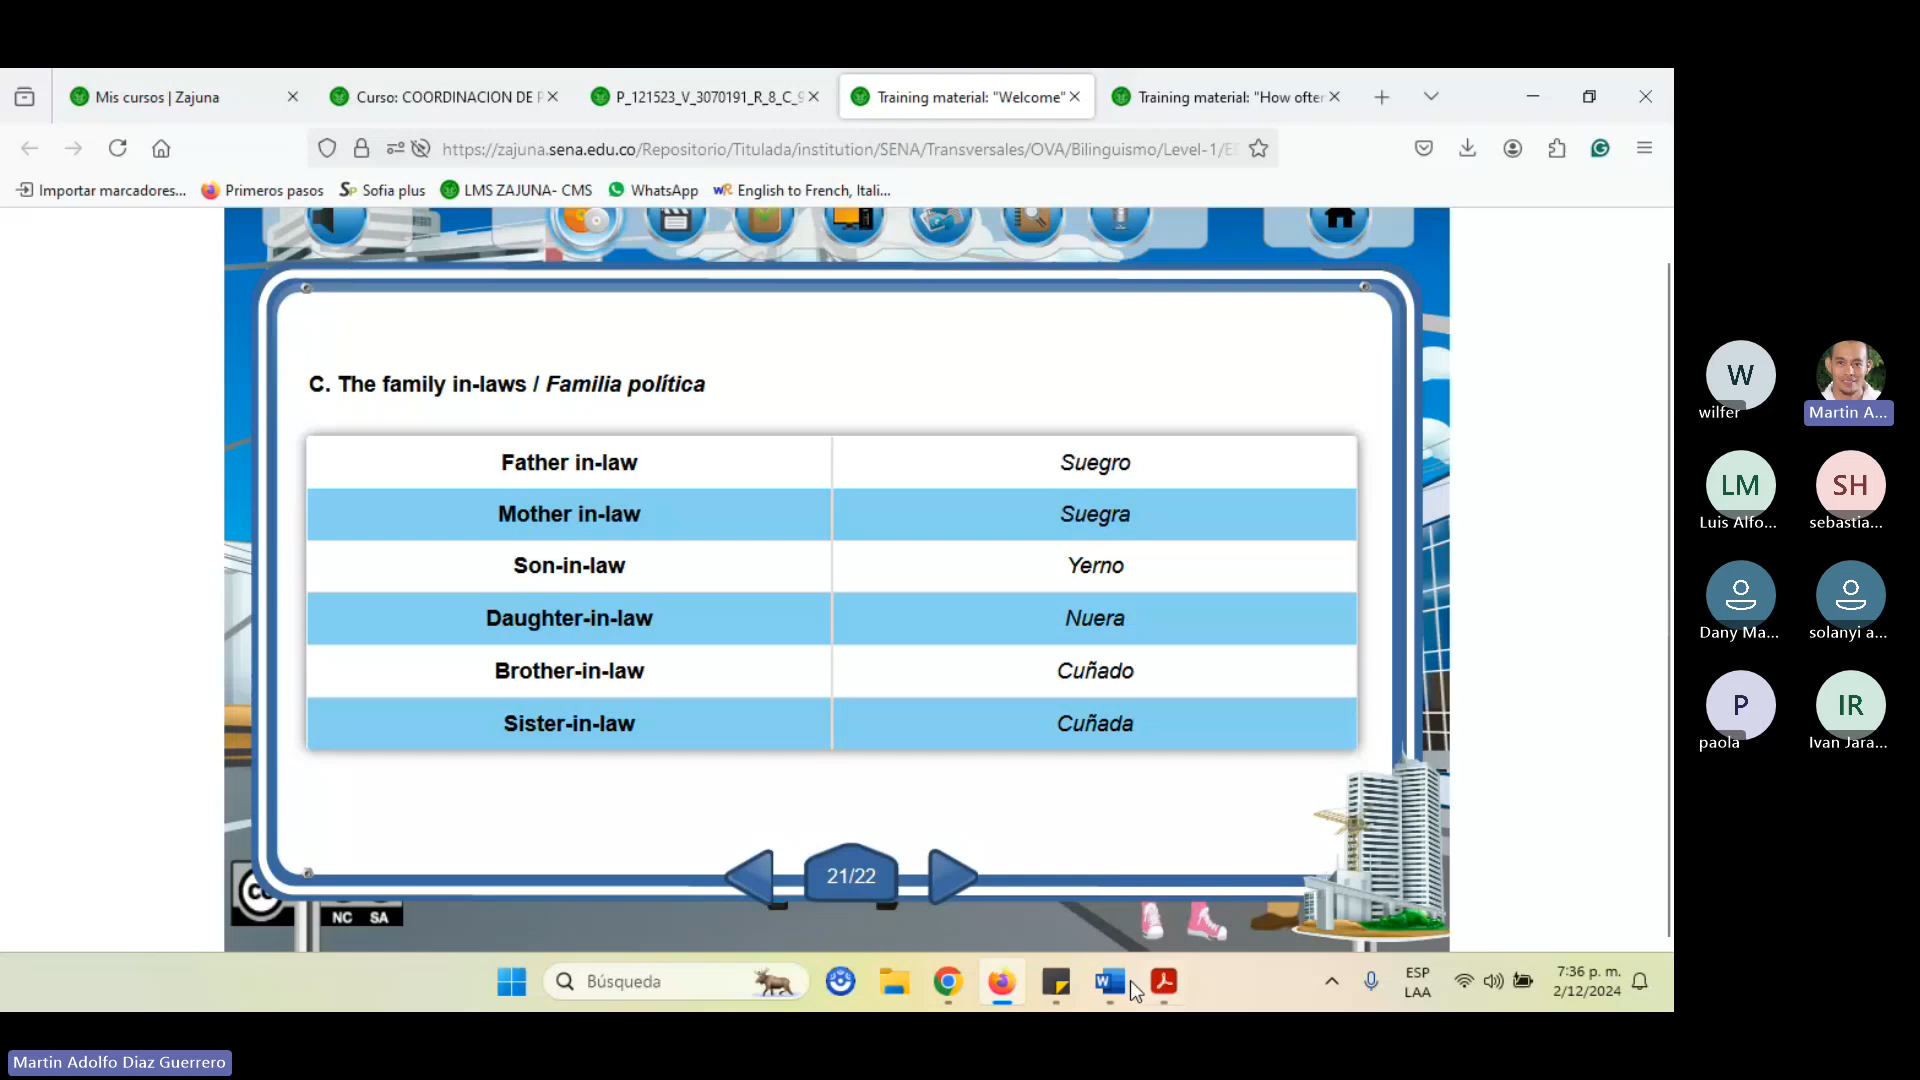 Mis cursos | Zajuna
Curso: COORDINACION DE P
P_121523_V_3070191_R_8_C_9
Training material: "Welcome"
Training material: "How often
https://zajuna.sena.edu.co/Repositorio/Titulada/institution/SENA/Transversales/OVA/Bilinguismo/Level-1/E
Importar marcadores...
Primeros pasos
Sofia plus
LMS ZAJUNA- CMS
WhatsApp
English to French, Itali...
C. The family in-laws / Familia política
Father in-law Suegro
Mother in-law Suegra
Son-in-law Yerno
Daughter-in-law Nuera
Brother-in-law Cuñado
Sister-in-law Cuñada
21/22
NC SA
Búsqueda
ESP
LAA
7:36 p. m.
2/12/2024
W
wilfer
Martin A...
LM
Luis Alfo...
SH
sebastia...
Dany Ma...
solanyi a...
P
paola
IR
Ivan Jara...
Martin Adolfo Diaz Guerrero